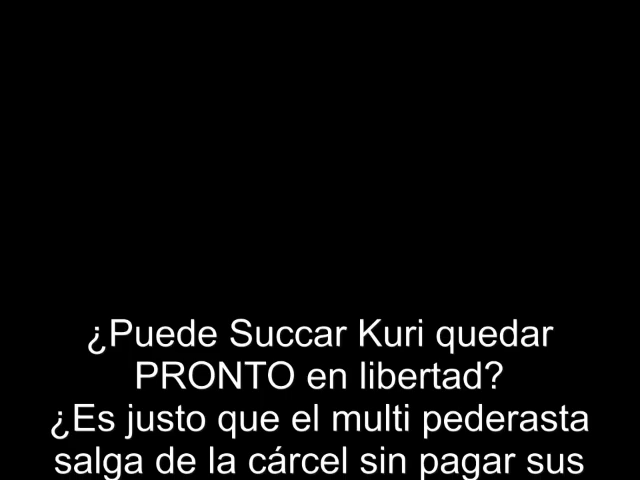 ¿Puede Succar Kuri quedar
PRONTO en libertad?
¿Es justo que el multi pederasta
salga de la cárcel sin pagar sus